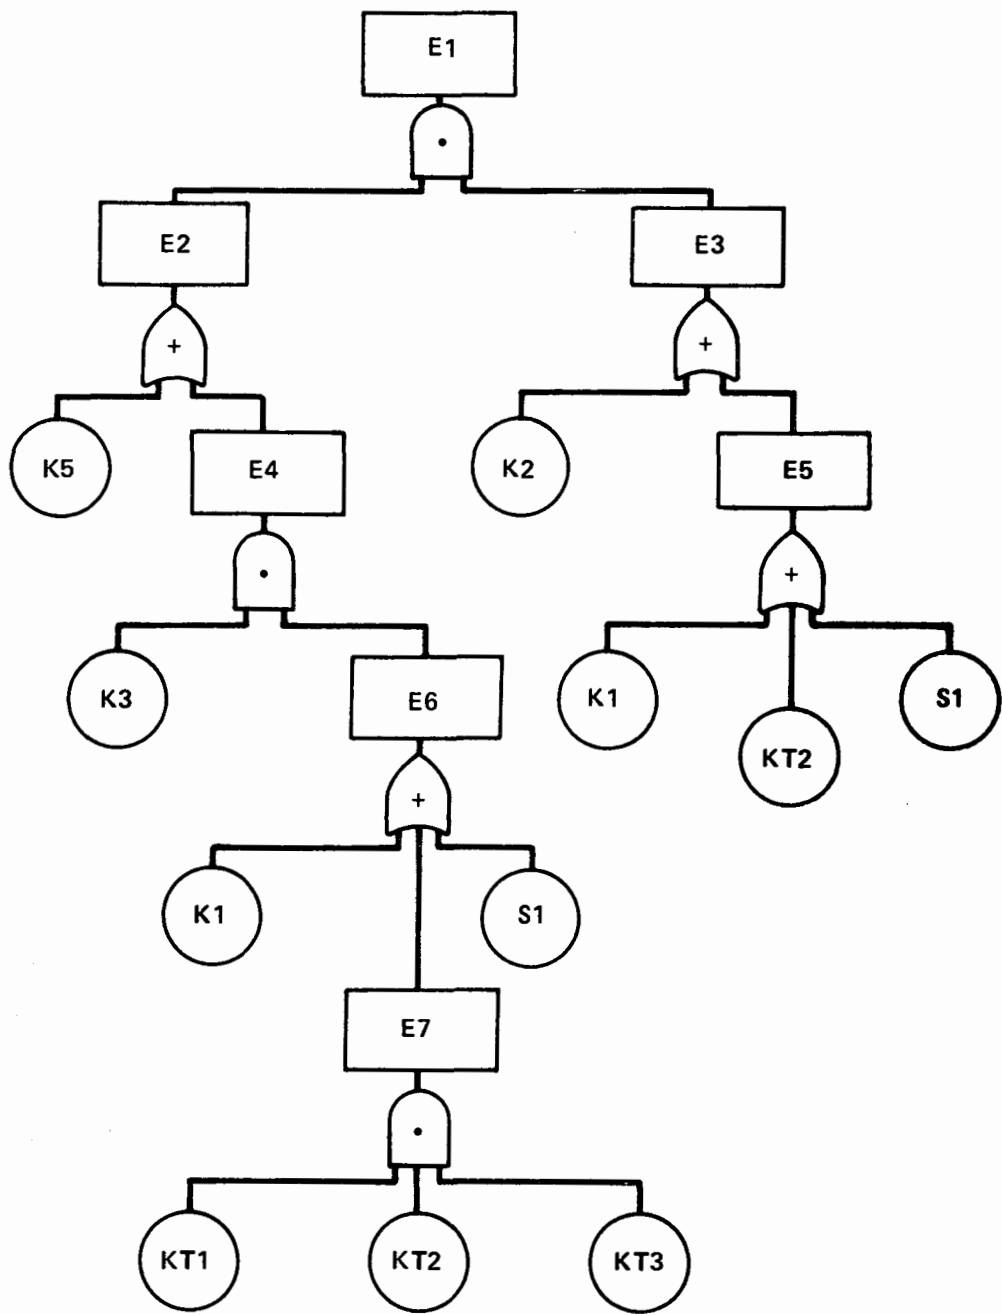 E1
•
E2
E3
+
+
K5
E4
K2
E5
•
+
K3
E6
K1
KT2
S1
+
K1
S1
E7
•
KT1
KT2
KT3